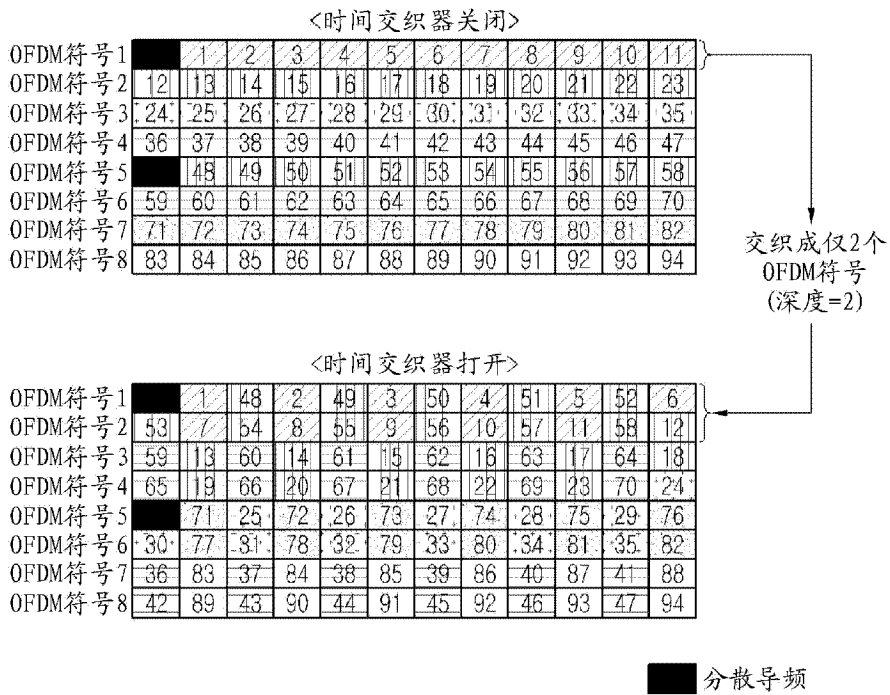 <时间交织器关闭>
OFDM符号1 1 2 3 4 5 6 7 8 9 10 11
OFDM符号2 12 13 14 15 16 17 18 19 20 21 22 23
OFDM符号3 24 25 26 27 28 29 30 31 32 33 34 35
OFDM符号4 36 37 38 39 40 41 42 43 44 45 46 47
OFDM符号5 48 49 50 51 52 53 54 55 56 57 58
OFDM符号6 59 60 61 62 63 64 65 66 67 68 69 70
OFDM符号7 71 72 73 74 75 76 77 78 79 80 81 82
OFDM符号8 83 84 85 86 87 88 89 90 91 92 93 94
交织成仅2个
OFDM符号
(深度=2)
<时间交织器打开>
OFDM符号1 1 48 2 49 3 50 4 51 5 52 6
OFDM符号2 53 7 54 8 55 9 56 10 57 11 58 12
OFDM符号3 59 13 60 14 61 15 62 16 63 17 64 18
OFDM符号4 65 19 66 20 67 21 68 22 69 23 70 24
OFDM符号5 71 25 72 26 73 27 74 28 75 29 76
OFDM符号6 30 77 31 78 32 79 33 80 34 81 35 82
OFDM符号7 36 83 37 84 38 85 39 86 40 87 41 88
OFDM符号8 42 89 43 90 44 91 45 92 46 93 47 94
分散导频